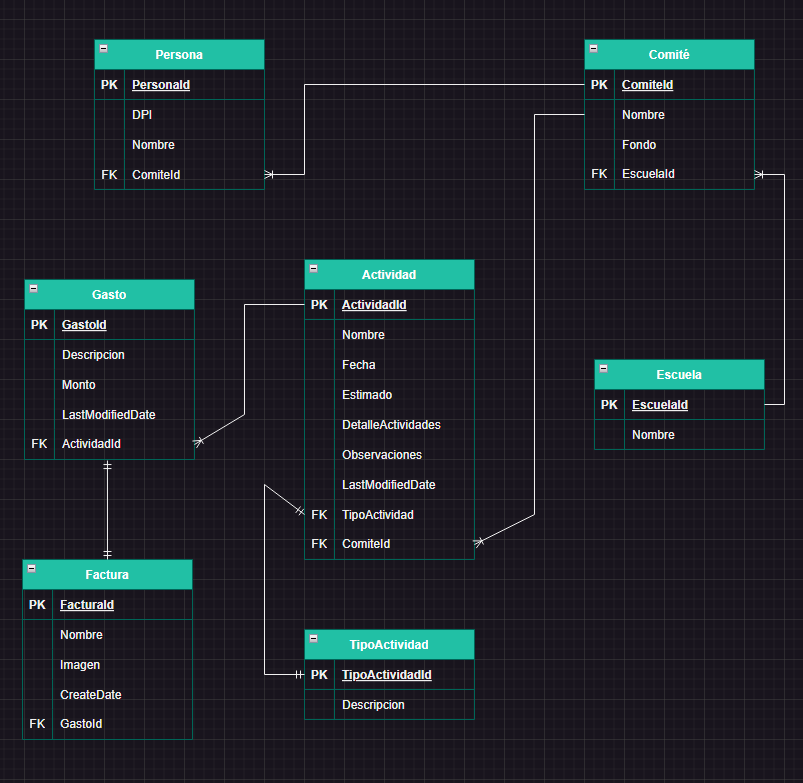 Persona
PK PersonaId
DPI
Nombre
FK ComiteId
Comité
PK ComiteId
Nombre
Fondo
FK EscuelaId
Gasto
PK GastoId
Descripcion
Monto
LastModifiedDate
FK ActividadId
Actividad
PK ActividadId
Nombre
Fecha
Estimado
DetalleActividades
Observaciones
LastModifiedDate
FK TipoActividad
FK ComiteId
Escuela
PK EscuelaId
Nombre
Factura
PK FacturaId
Nombre
Imagen
CreateDate
FK GastoId
TipoActividad
PK TipoActividadId
Descripcion